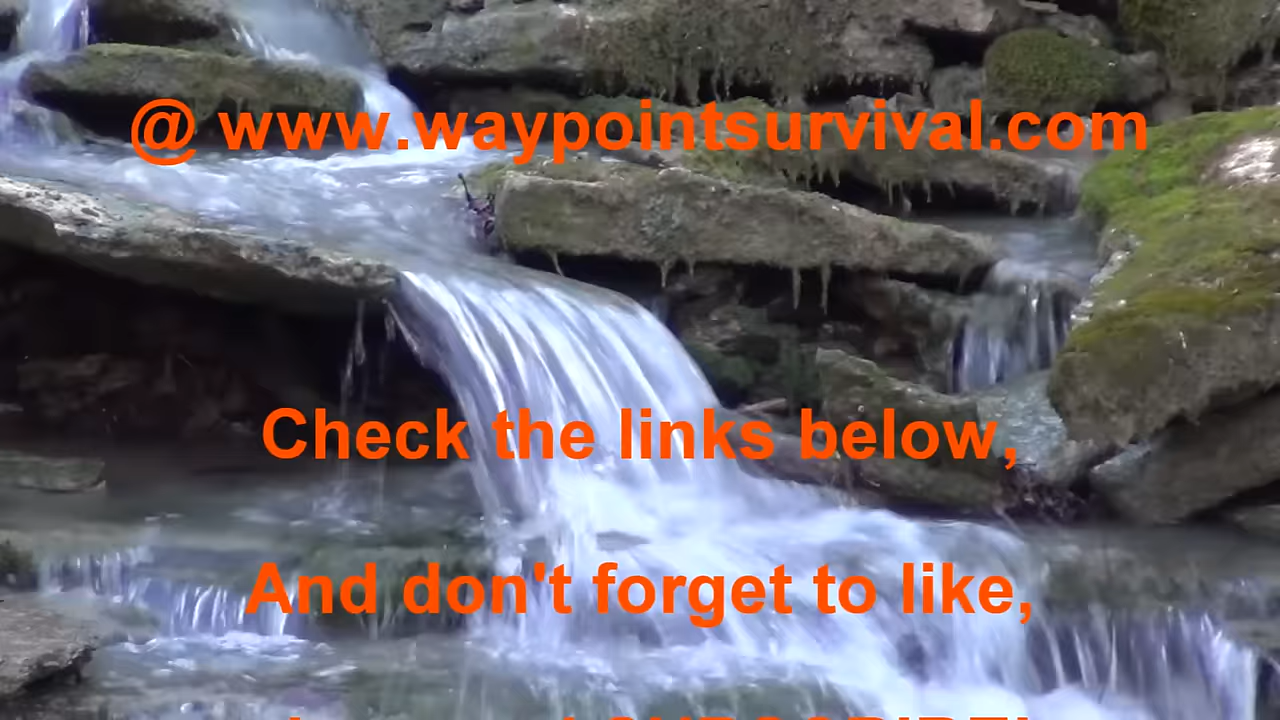 @ www.waypointsurvival.com
Check the links below,
And don't forget to like,